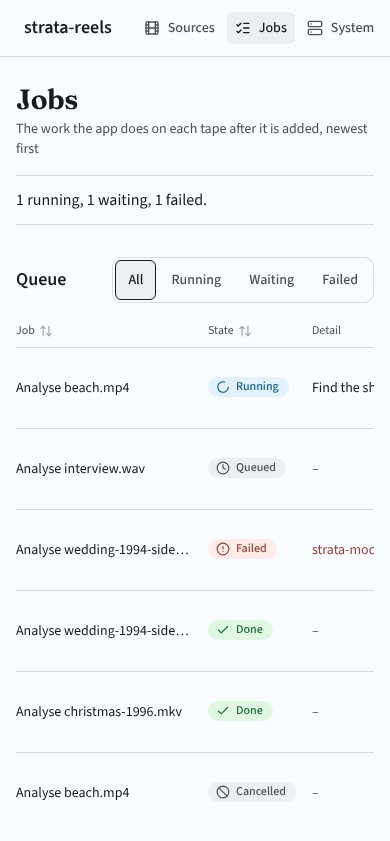 strata-reels Sources Jobs System
Jobs
The work the app does on each tape after it is added, newest
first
1 running, 1 waiting, 1 failed.
Queue All Running Waiting Failed
Job State Detail
Analyse beach.mp4 Running Find the sh
Analyse interview.wav Queued –
Analyse wedding-1994-side… Failed strata-moc
Analyse wedding-1994-side… Done –
Analyse christmas-1996.mkv Done –
Analyse beach.mp4 Cancelled –